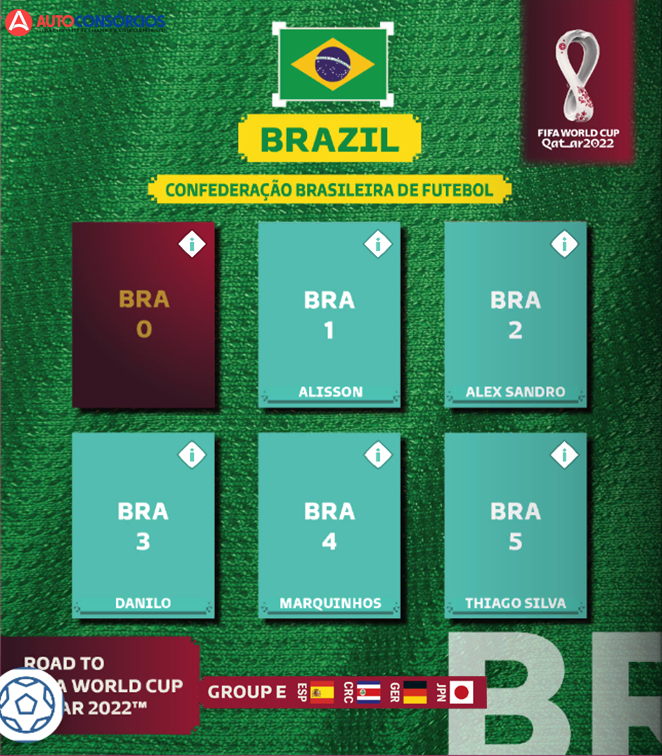 AUTOCONSÓRCIOS
FIFA WORLD CUP
Qatar2022
BRAZIL
CONFEDERAÇÃO BRASILEIRA DE FUTEBOL
i
i
i
BRA
0
BRA
1
ALISSON
BRA
2
ALEX SANDRO
i
i
i
BRA
3
DANILO
BRA
4
MARQUINHOS
BRA
5
THIAGO SILVA
ROAD TO
A WORLD CUP
AR 2022™
GROUP E ESP CRC GER JPN
BR